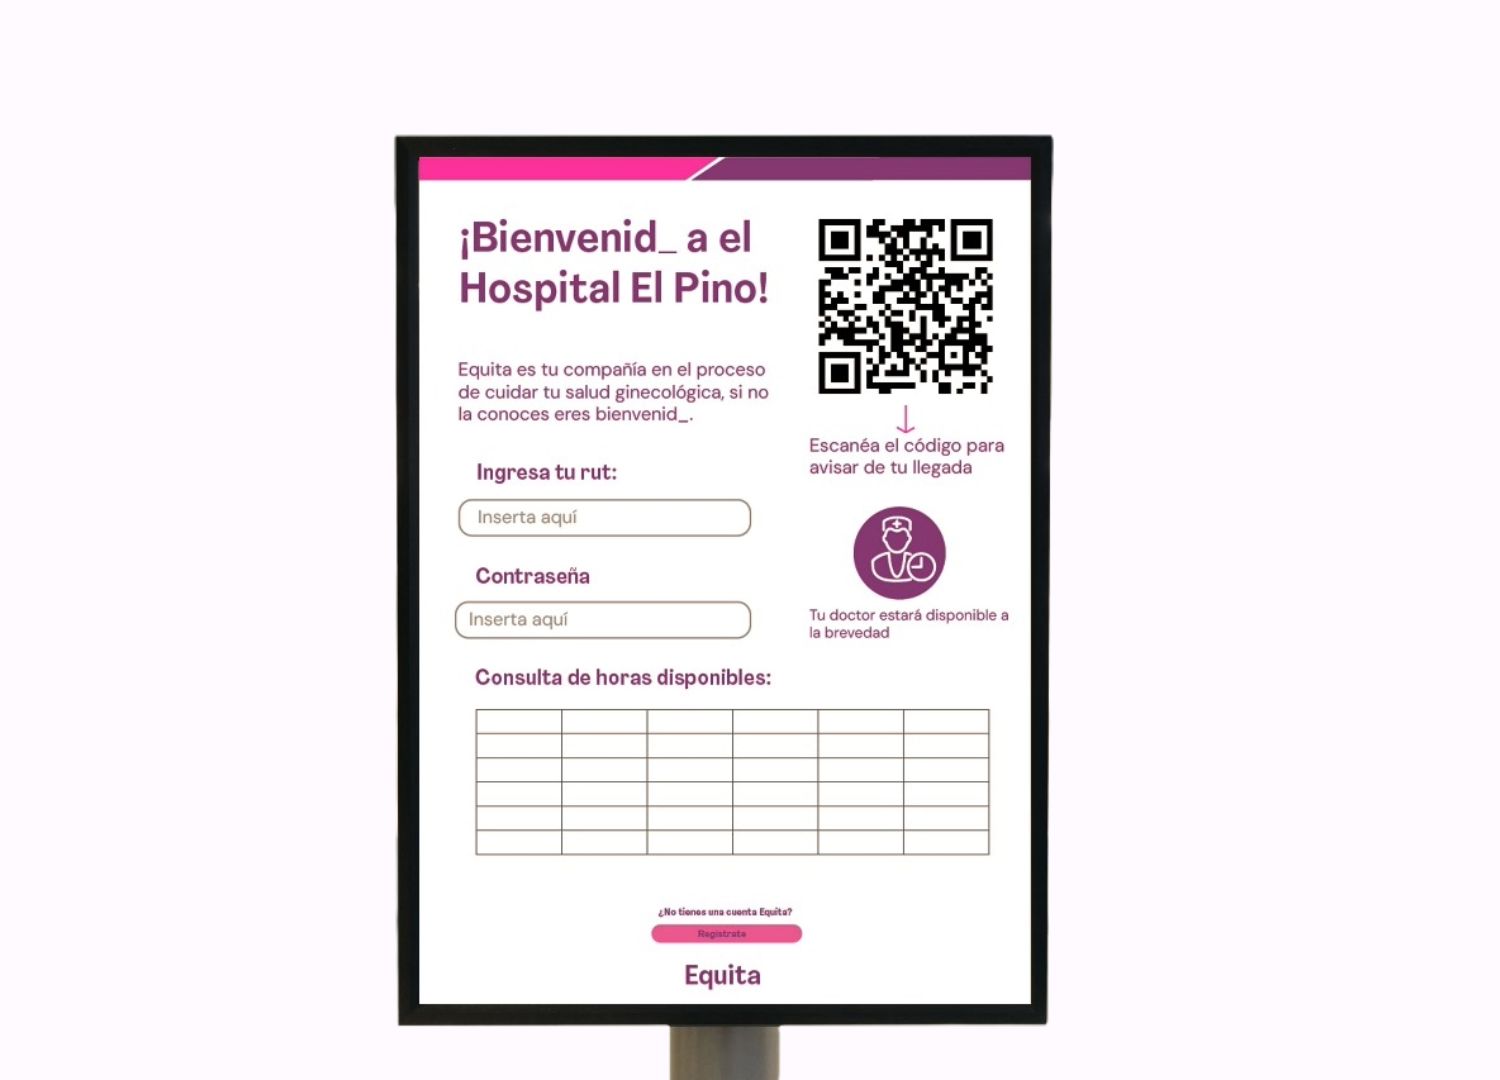 ¡Bienvenid_ a el
Hospital El Pino!
Equita es tu compañía en el proceso
de cuidar tu salud ginecológica, si no
la conoces eres bienvenid_.
Escanéa el código para
avisar de tu llegada
Ingresa tu rut:
Inserta aquí
Contraseña
Inserta aquí
Tu doctor estará disponible a
la brevedad
Consulta de horas disponibles:
¿No tienes una cuenta Equita?
Registrate
Equita